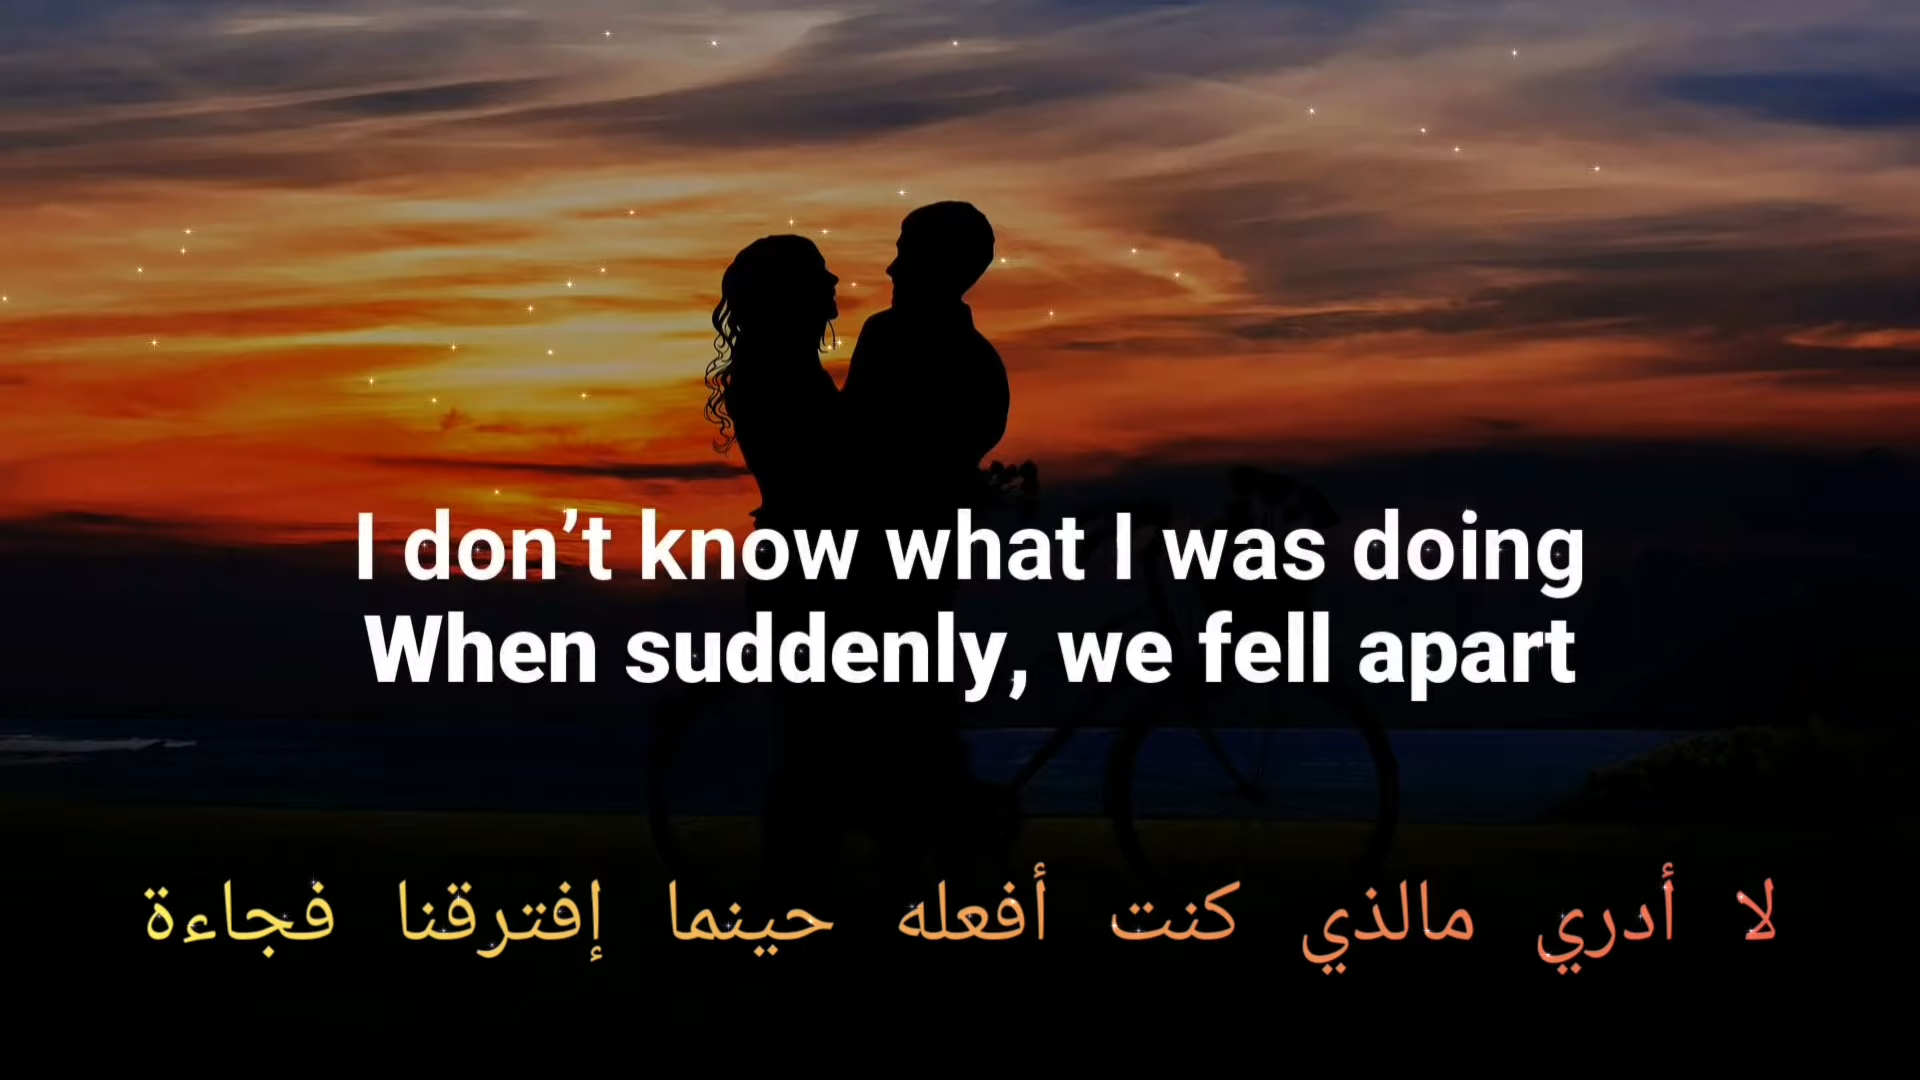 I don’t know what I was doing
When suddenly, we fell apart
لا أدري مالذي كنت أفعله حينما إفترقنا فجاءة